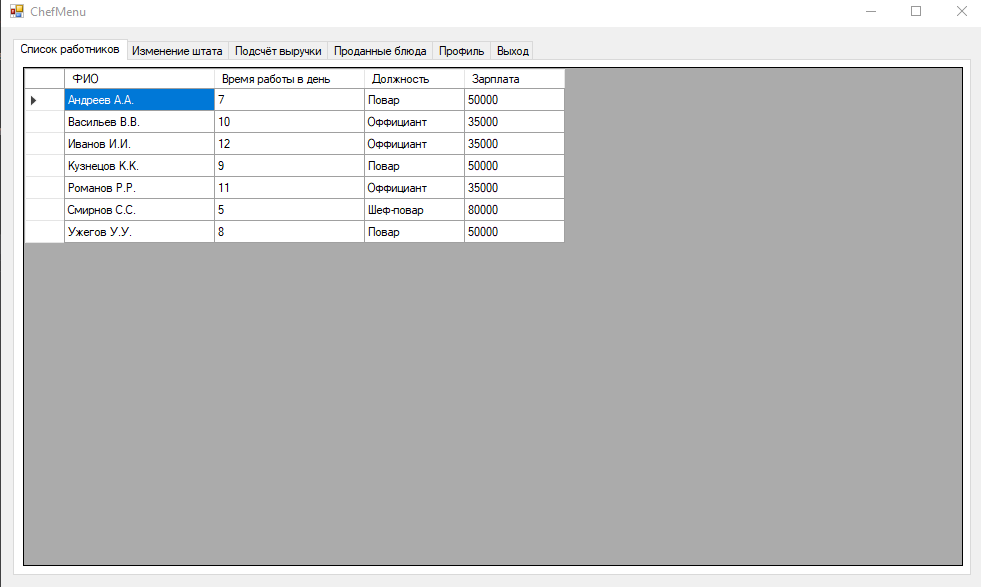 ChefMenu
Список работников Изменение штата Подсчёт выручки Проданные блюда Профиль Выход
ФИО Время работы в день Должность Зарплата
Андреев А.А. 7 Повар 50000
Васильев В.В. 10 Оффициант 35000
Иванов И.И. 12 Оффициант 35000
Кузнецов К.К. 9 Повар 50000
Романов Р.Р. 11 Оффициант 35000
Смирнов С.С. 5 Шеф-повар 80000
Ужегов У.У. 8 Повар 50000